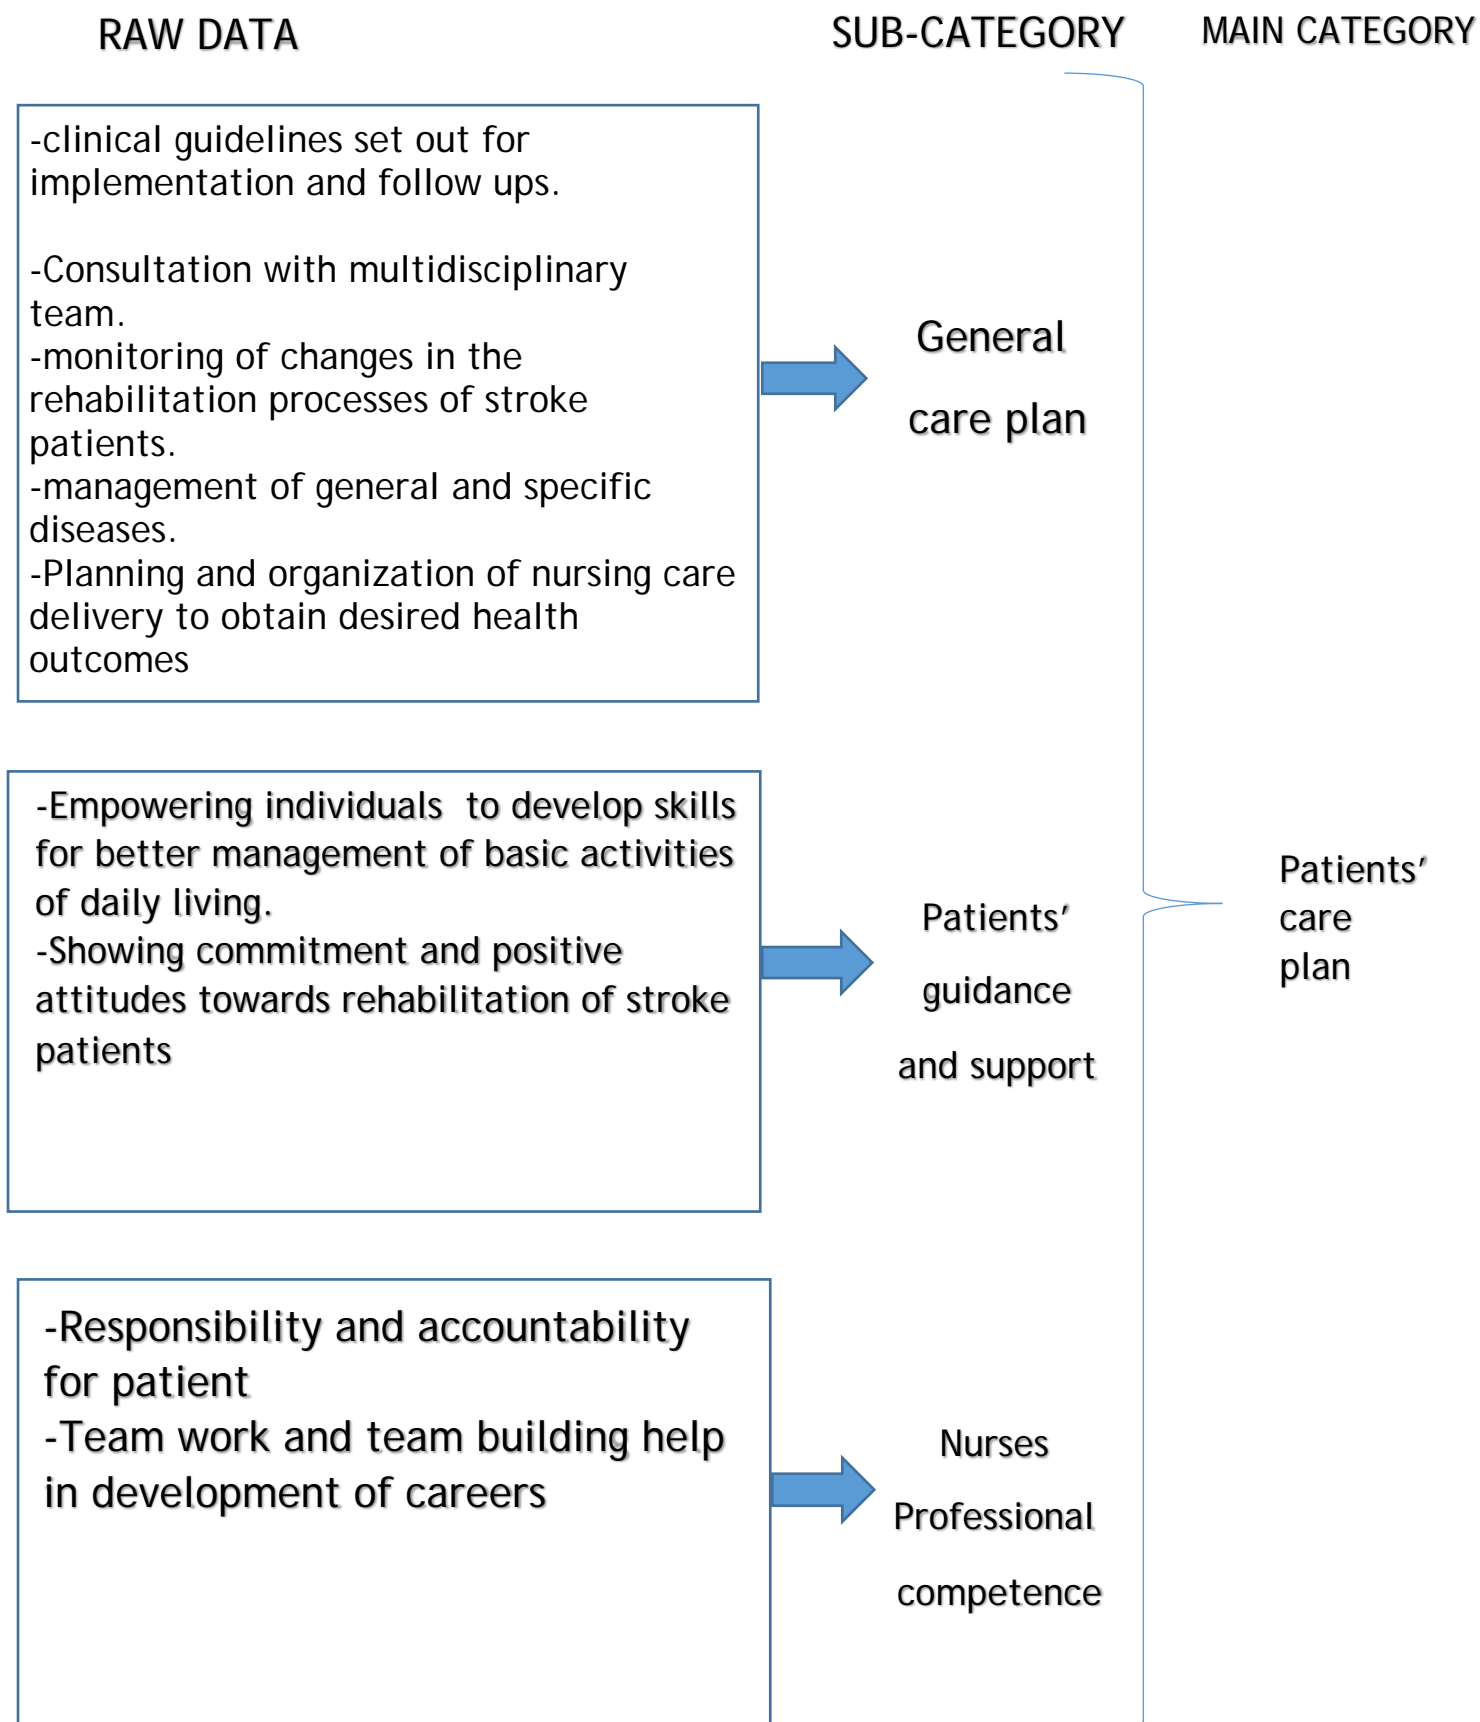 RAW DATA
SUB-CATEGORY
MAIN CATEGORY
-clinical guidelines set out for
implementation and follow ups.
-Consultation with multidisciplinary
team.
-monitoring of changes in the
rehabilitation processes of stroke
patients.
-management of general and specific
diseases.
-Planning and organization of nursing care
delivery to obtain desired health
outcomes
General
care plan
-Empowering individuals  to develop skills
for better management of basic activities
of daily living.
-Showing commitment and positive
attitudes towards rehabilitation of stroke
patients
Patients’
guidance
and support
Patients’
care
plan
-Responsibility and accountability
for patient
-Team work and team building help
in development of careers
Nurses
Professional
competence